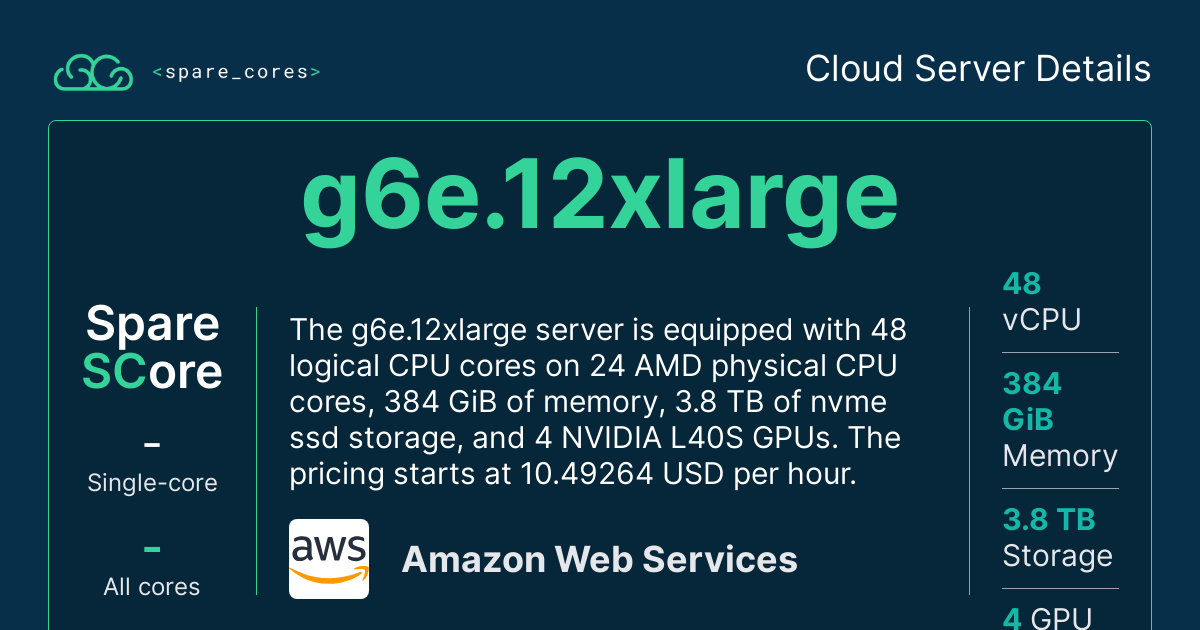 <spare_cores>
Cloud Server Details
g6e.12xlarge
Spare
SCore
–
Single-core
–
All cores
The g6e.12xlarge server is equipped with 48
logical CPU cores on 24 AMD physical CPU
cores, 384 GiB of memory, 3.8 TB of nvme
ssd storage, and 4 NVIDIA L40S GPUs. The
pricing starts at 10.49264 USD per hour.
aws
Amazon Web Services
48
vCPU
384
GiB
Memory
3.8 TB
Storage
4 GPU